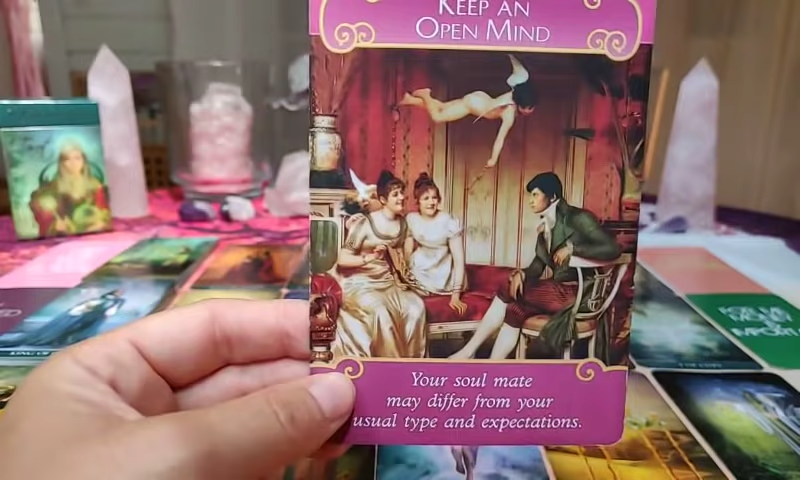 KEEP AN
OPEN MIND
Your soul mate
may differ from your
usual type and expectations.